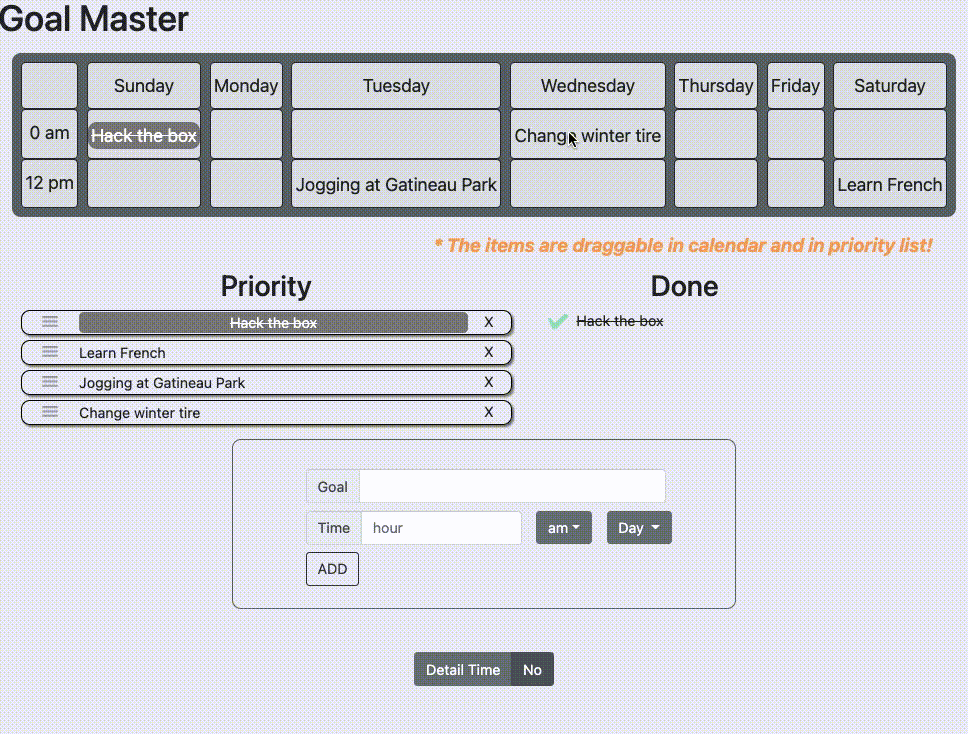 Goal Master
Sunday Monday Tuesday Wednesday Thursday Friday Saturday
0 am Hack the box Change winter tire
12 pm Jogging at Gatineau Park Learn French
* The items are draggable in calendar and in priority list!
Priority Done
Hack the box X Hack the box
Learn French X
Jogging at Gatineau Park X
Change winter tire X
Goal
Time hour am Day
ADD
Detail Time No